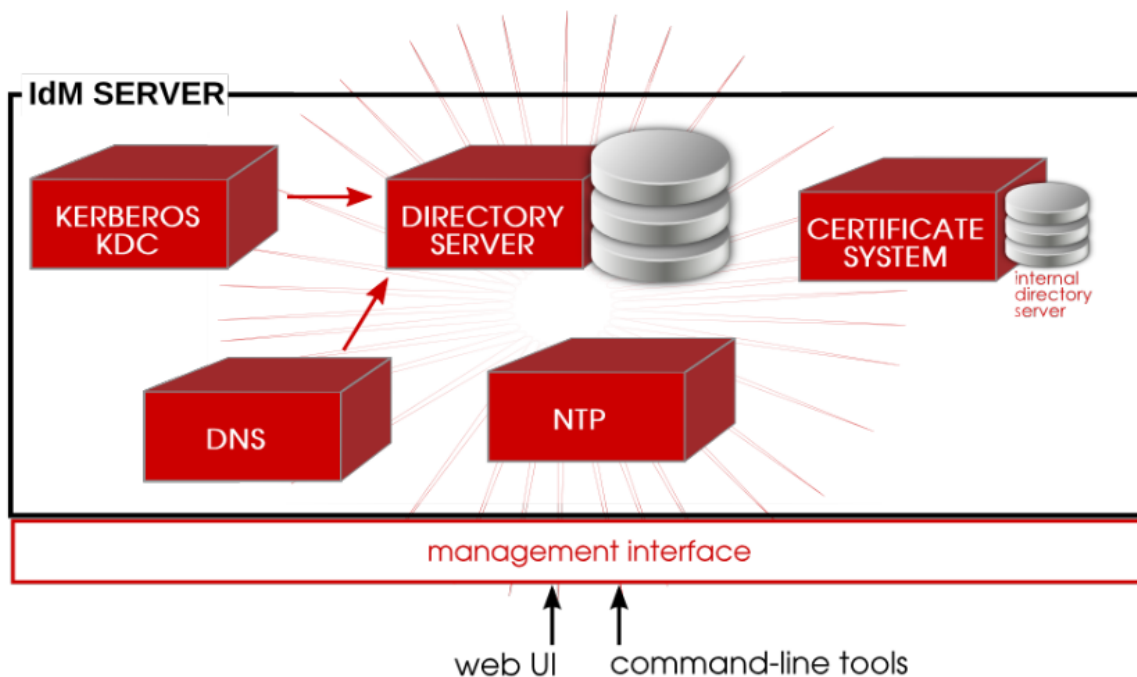 IdM SERVER
KERBEROS
KDC
DIRECTORY
SERVER
CERTIFICATE
SYSTEM
internal
directory
server
DNS
NTP
management interface
web UI
command-line tools